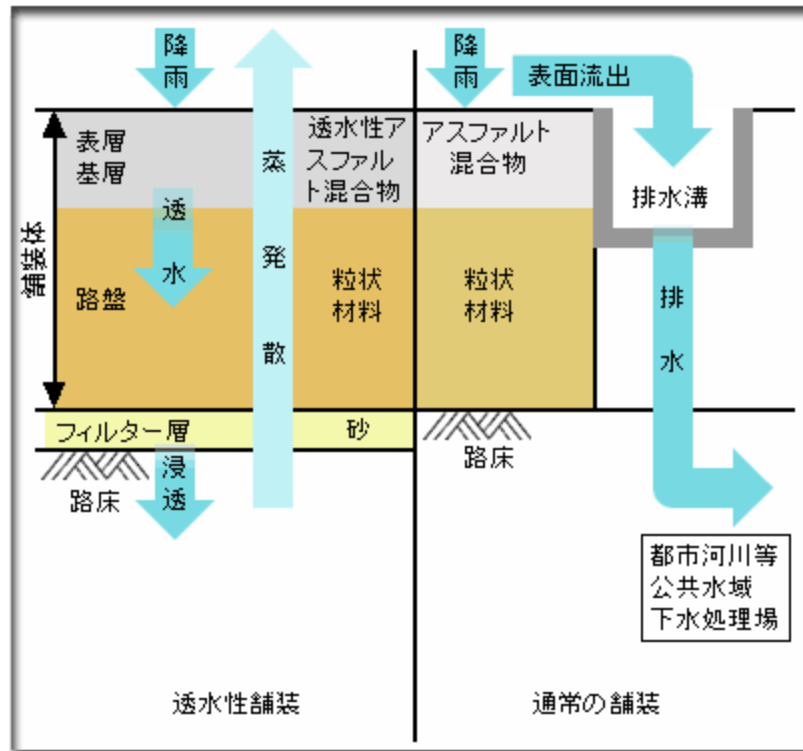 降
雨
降
雨
表面流出
表層
基層
蒸
発
散
透水性ア
スファル
ト混合物
アスファルト
混合物
排水溝
透
水
舗装体
路盤
粒状
材料
粒状
材料
排
水
フィルター層
砂
路床
浸
透
路床
都市河川等
公共水域
下水処理場
透水性舗装
通常の舗装